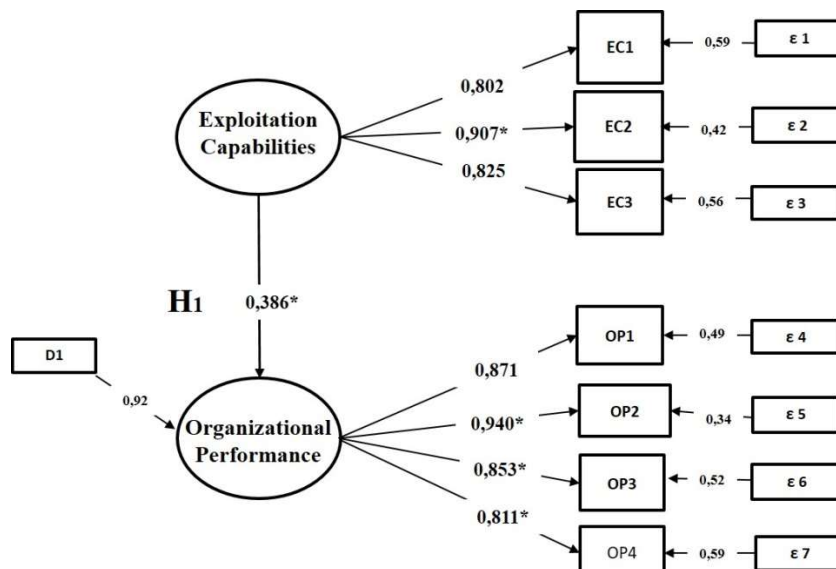 EC1
0,59
ε 1
0,802
Exploitation
Capabilities
0,907*
EC2
0,42
ε 2
0,825
EC3
0,56
ε 3
H1
0,386*
D1
0,92
Organizational
Performance
0,871
OP1
0,49
ε 4
0,940*
OP2
0,34
ε 5
0,853*
OP3
0,52
ε 6
0,811*
OP4
0,59
ε 7